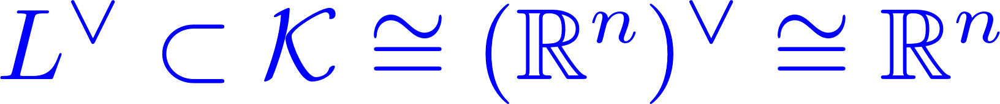 L^∨ ⊂ 𝒦 ≅ (ℝ^n)^∨ ≅ ℝ^n